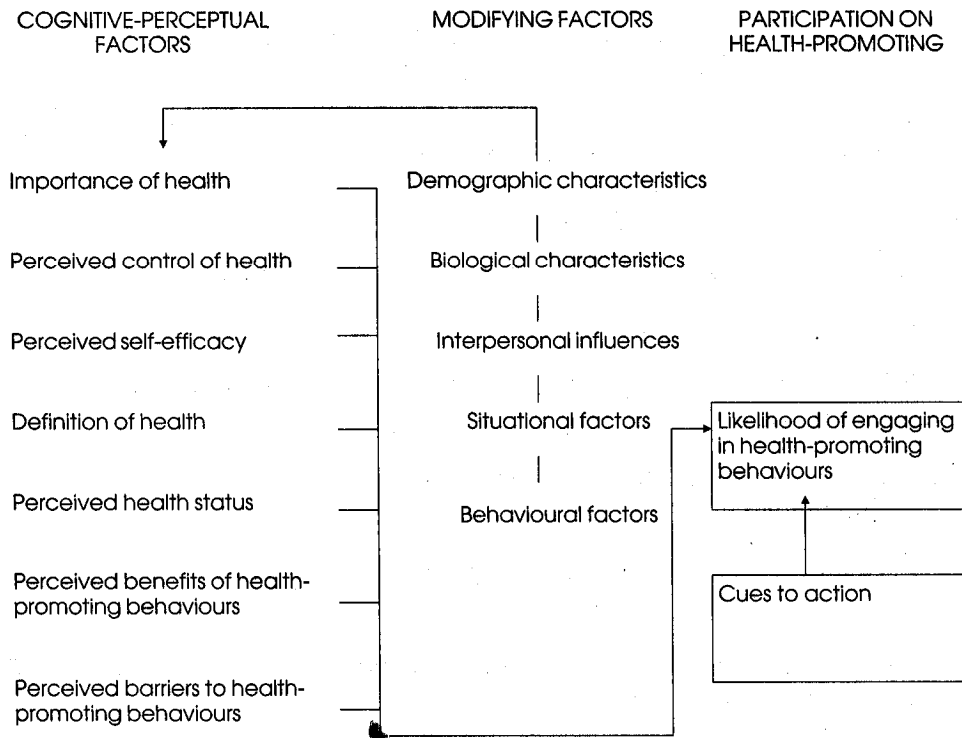 COGNITIVE-PERCEPTUAL
FACTORS
MODIFYING FACTORS
PARTICIPATION ON
HEALTH-PROMOTING
Importance of health
Perceived control of health
Perceived self-efficacy
Definition of health
Perceived health status
Perceived benefits of health-
promoting behaviours
Perceived barriers to health-
promoting behaviours
Demographic characteristics
Biological characteristics
Interpersonal influences
Situational factors
Behavioural factors
Likelihood of engaging
in health-promoting
behaviours
Cues to action